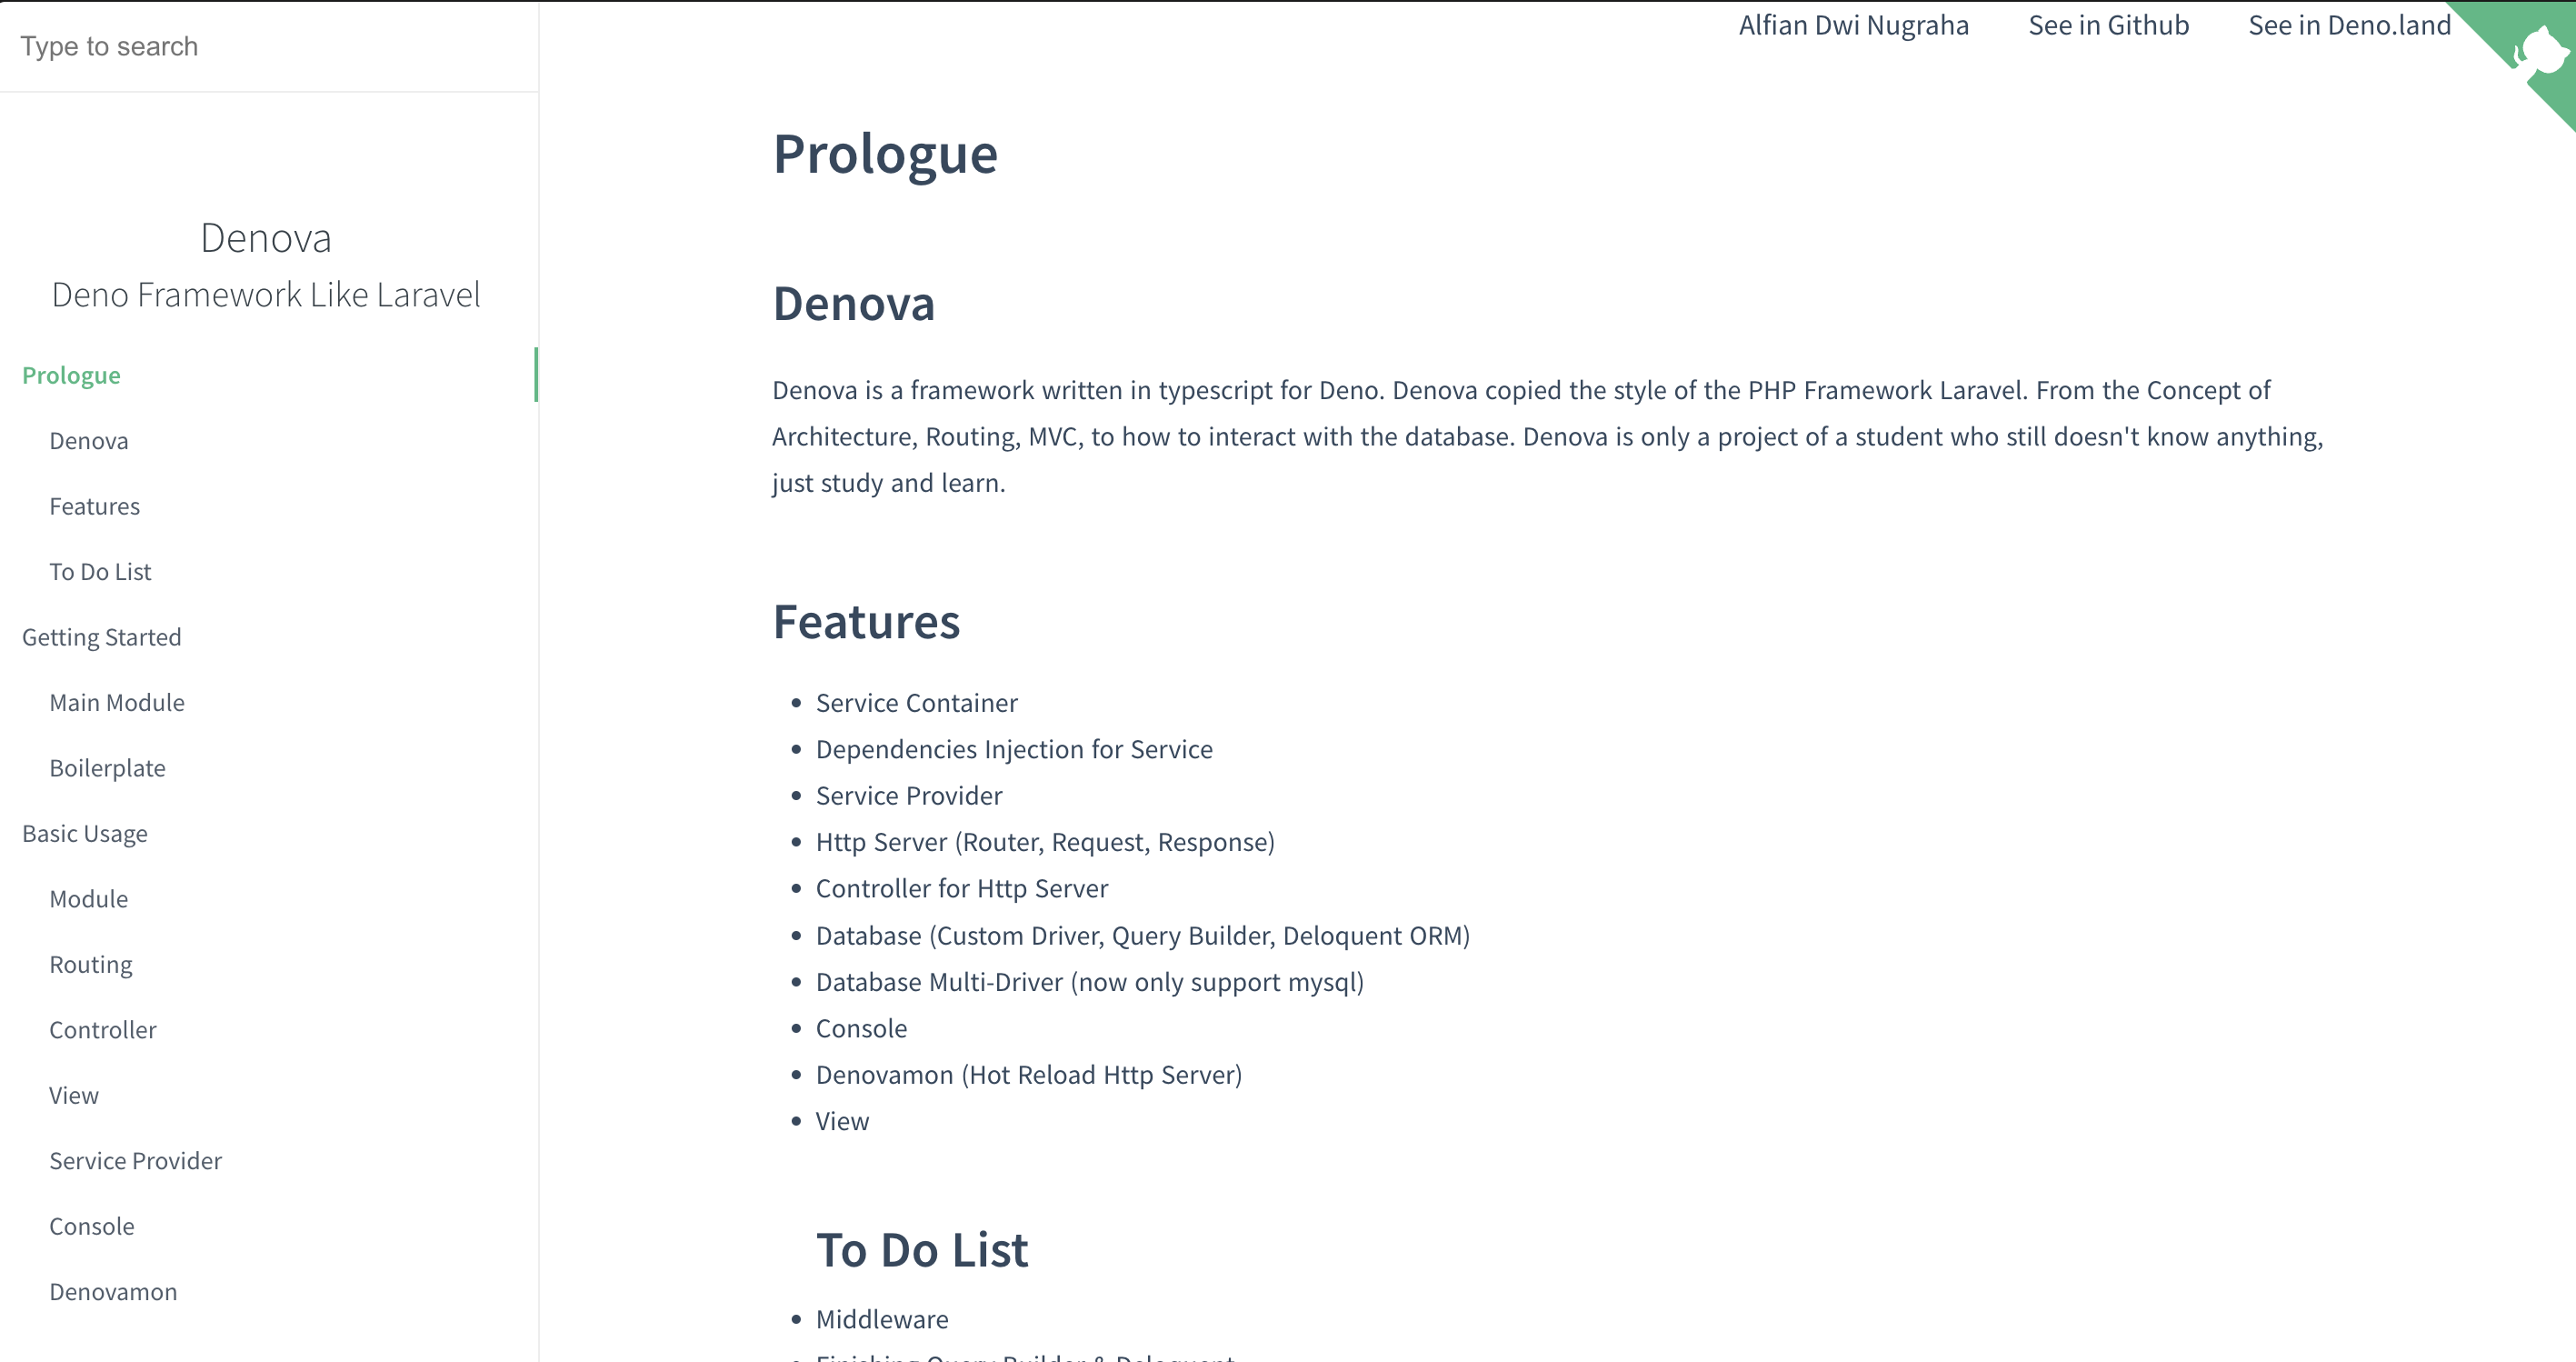 Type to search
Denova
Deno Framework Like Laravel
Prologue
Denova
Features
To Do List
Getting Started
Main Module
Boilerplate
Basic Usage
Module
Routing
Controller
View
Service Provider
Console
Denovamon
Alfian Dwi Nugraha
See in Github
See in Deno.land
Prologue
Denova
Denova is a framework written in typescript for Deno. Denova copied the style of the PHP Framework Laravel. From the Concept of
Architecture, Routing, MVC, to how to interact with the database. Denova is only a project of a student who still doesn't know anything,
just study and learn.
Features
Service Container
Dependencies Injection for Service
Service Provider
Http Server (Router, Request, Response)
Controller for Http Server
Database (Custom Driver, Query Builder, Deloquent ORM)
Database Multi-Driver (now only support mysql)
Console
Denovamon (Hot Reload Http Server)
View
To Do List
Middleware
Finishing Query Builder & Deloquent